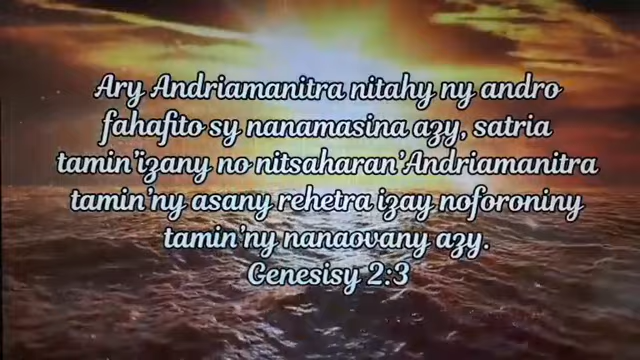 Ary Andriamanitra nitahy ny andro
fahafito sy nanamasina azy, satria
tamin'izany no nitsaharan'Andriamanitra
tamin'ny asany rehetra izay noforoniny
tamin'ny nanaovany azy.
Genesisy 2:3